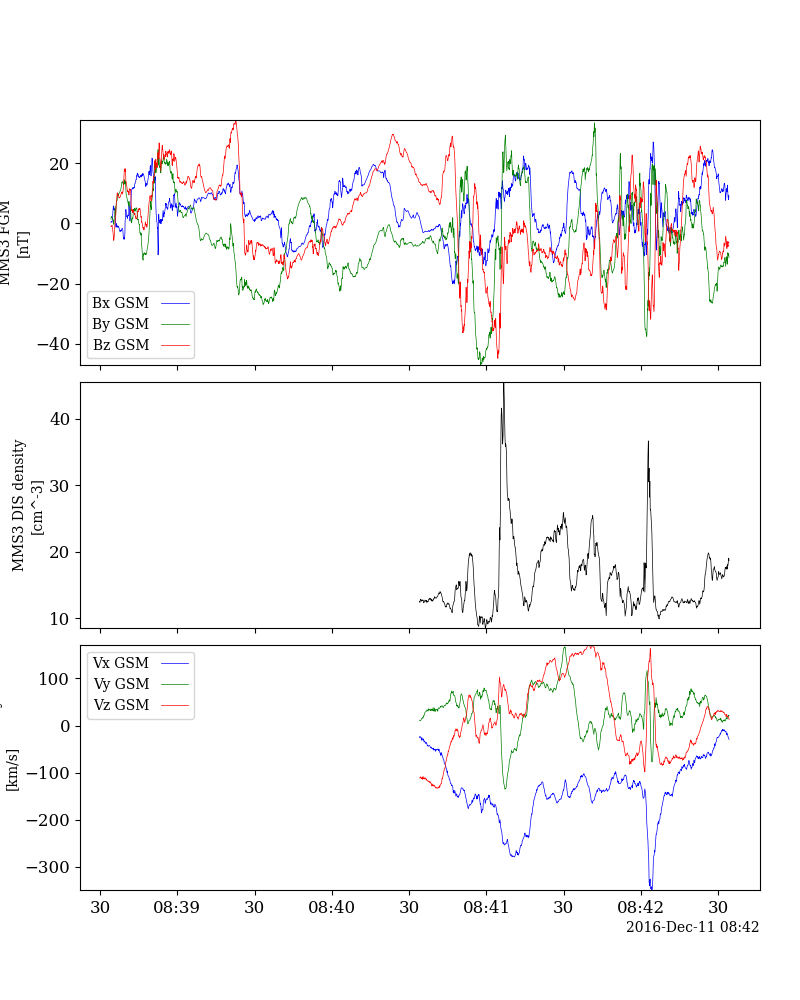 20
0
−20
−40
MMS3 FGM
[nT]
Bx GSM
By GSM
Bz GSM
40
30
20
10
MMS3 DIS density
[cm^-3]
100
0
−100
−200
−300
[km/s]
Vx GSM
Vy GSM
Vz GSM
30 08:39 30 08:40 30 08:41 30 08:42 30
2016-Dec-11 08:42